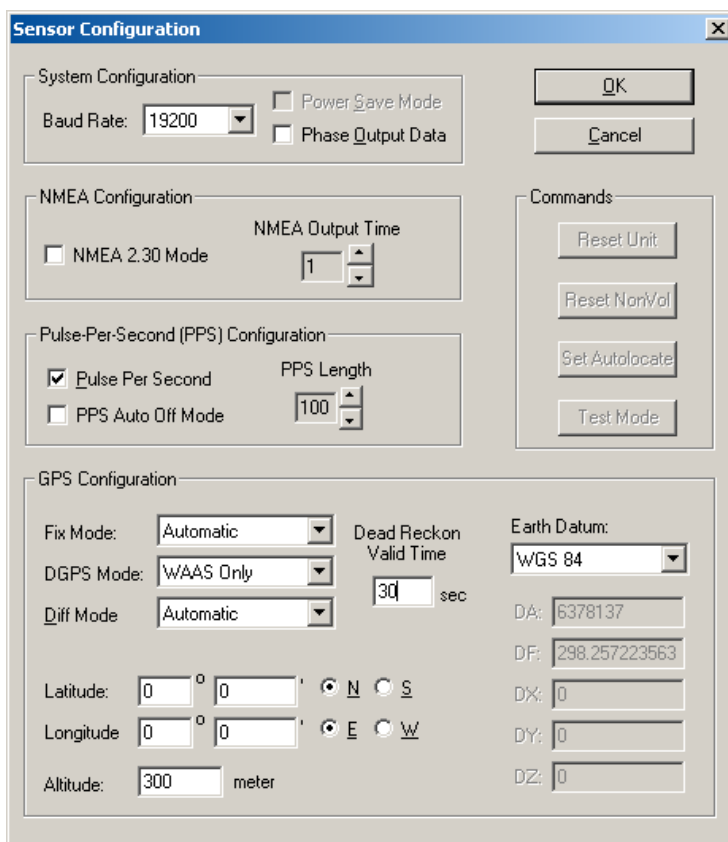 Sensor Configuration
System Configuration
Baud Rate: 19200
Power Save Mode
Phase Output Data
OK
Cancel
NMEA Configuration
NMEA 2.30 Mode
NMEA Output Time
1
Commands
Reset Unit
Reset NonVol
Set Autolocate
Test Mode
Pulse-Per-Second (PPS) Configuration
Pulse Per Second
PPS Auto Off Mode
PPS Length
100
GPS Configuration
Fix Mode: Automatic
DGPS Mode: WAAS Only
Diff Mode Automatic
Dead Reckon
Valid Time
30 sec
Earth Datum:
WGS 84
DA: 6378137
DF: 298.257223563
DX: 0
DY: 0
DZ: 0
Latitude: 0 ° 0 ' N S
Longitude 0 ° 0 ' E W
Altitude: 300 meter